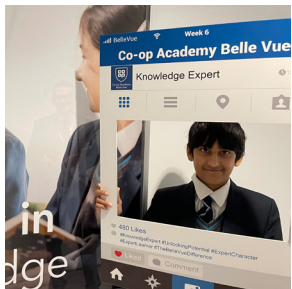 BelleVue
Week 6
Co-op Academy Belle Vue
Knowledge Expert
480 Likes
#KnowledgeExpert #UnlockingPotential #ExpertCharacter
#ExpertLearner #TheBelleVueDifference
Liked
Comment
in
dge